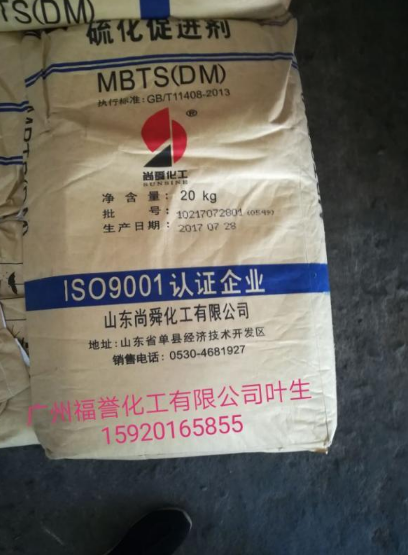 TS(DM)
硫化促进剂
MBTS(DM)
执行标准:GB/T11408-2013
®
尚舜化工
SUNSINE
净含量: 20 kg
批号: 10217072801
生产日期: 2017 07 28
ISO9001认证企业
山东尚舜化工有限公司
地址:山东省单县经济技术开发区
销售电话: 0530-4681927
广州福誉化工有限公司叶生
15920165855